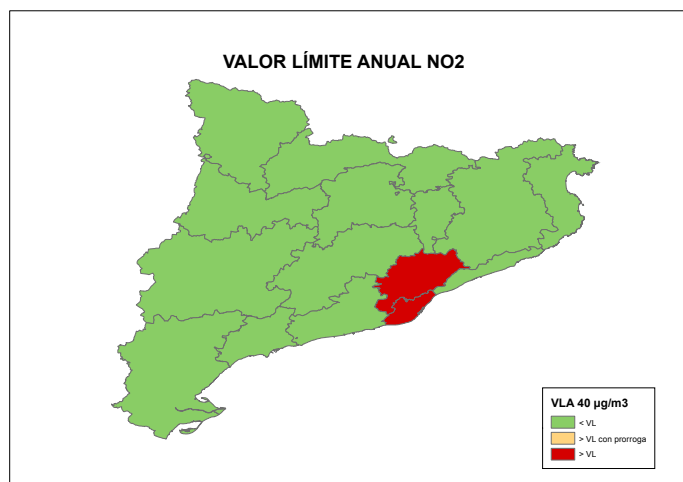 VALOR LÍMITE ANUAL NO2
VLA 40 µg/m3
< VL
> VL con prorroga
> VL